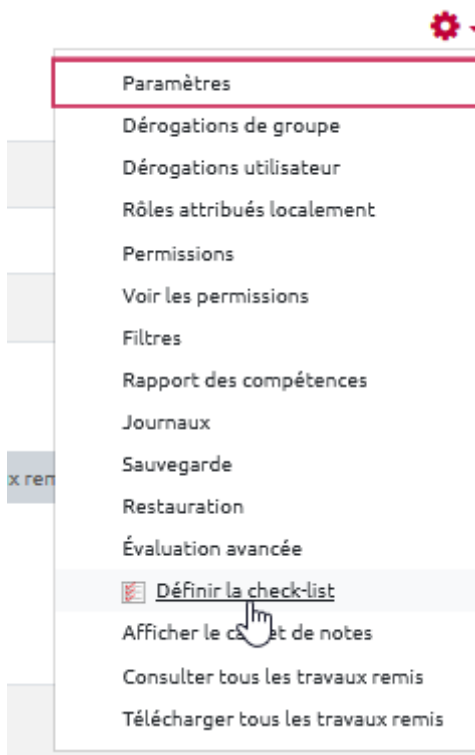 Paramètres
Dérogations de groupe
Dérogations utilisateur
Rôles attribués localement
Permissions
Voir les permissions
Filtres
Rapport des compétences
Journaux
x ren
Sauvegarde
Restauration
Évaluation avancée
Définir la check-list
Afficher le carnet de notes
Consulter tous les travaux remis
Télécharger tous les travaux remis